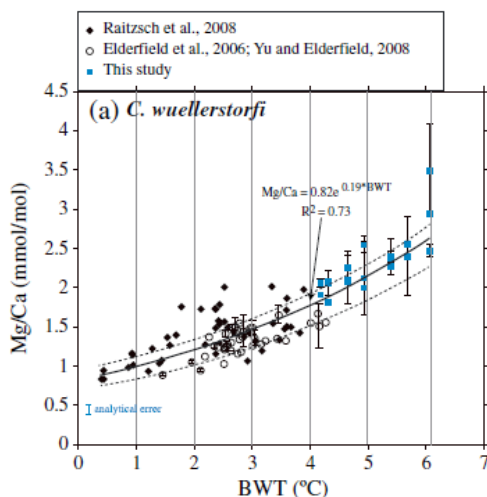 Raitzsch et al., 2008
Elderfield et al., 2006; Yu and Elderfield, 2008
This study
(a) C. wuellerstorfi
Mg/Ca = 0.82e 0.19*BWT
R2 = 0.73
4.5
4
3.5
3
2.5
2
1.5
1
0.5
0
Mg/Ca (mmol/mol)
analytical error
0 1 2 3 4 5 6 7
BWT (ºC)